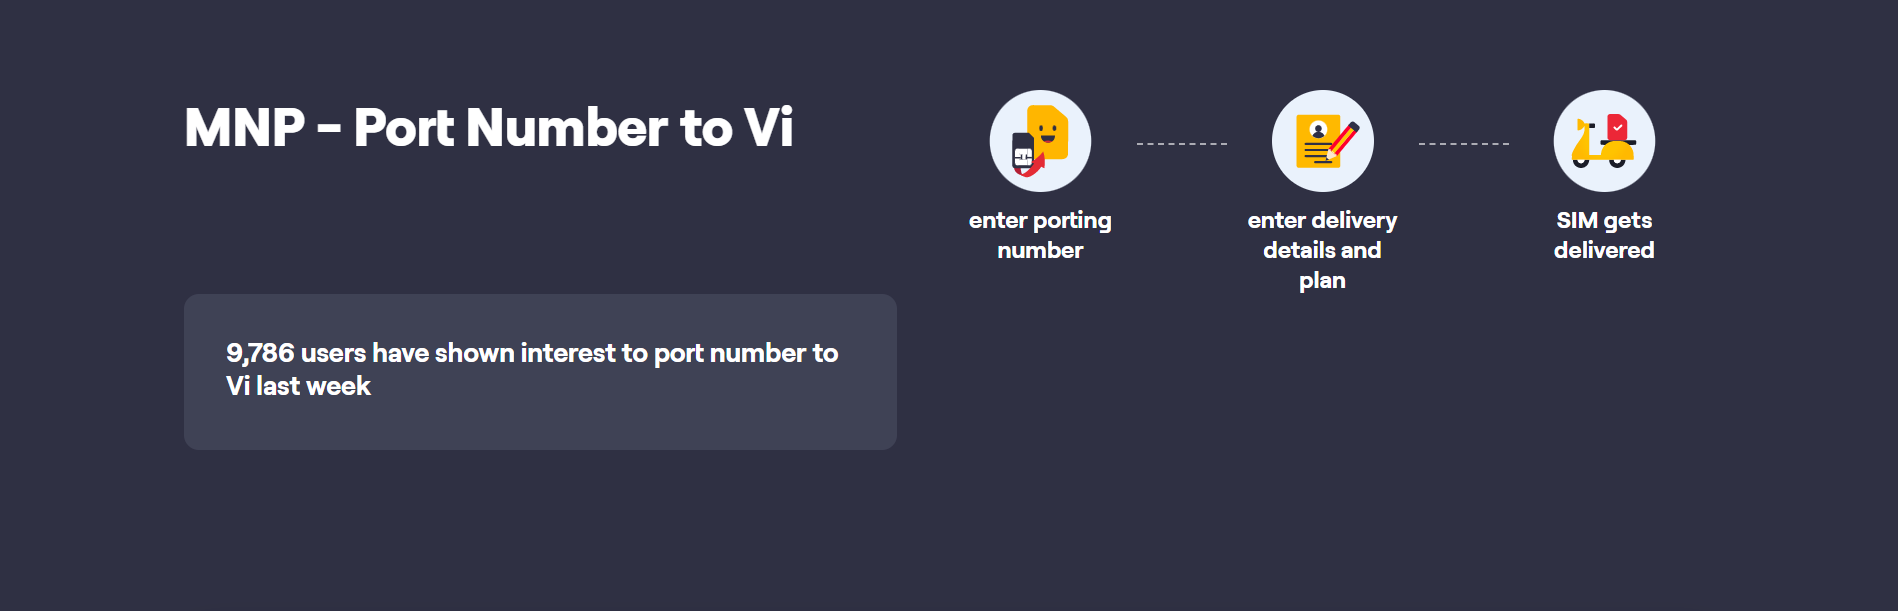 MNP - Port Number to Vi
enter porting
number
enter delivery
details and
plan
SIM gets
delivered
9,786 users have shown interest to port number to
Vi last week